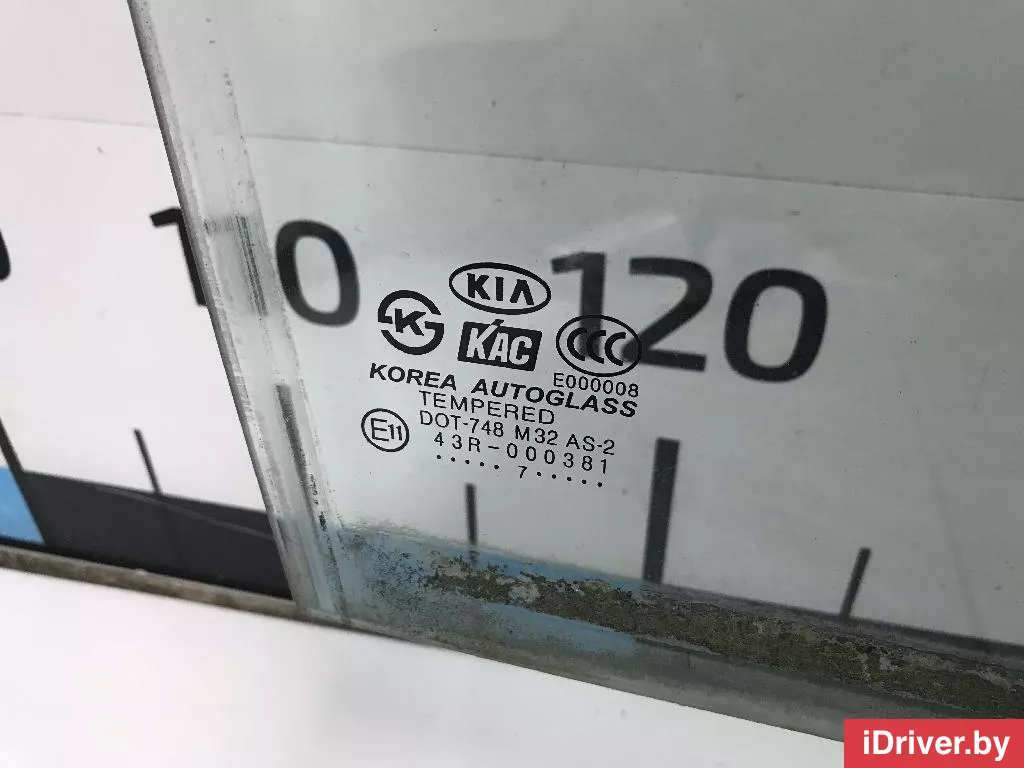 110
120
KIA
K
KAC
CCC
E000008
KOREA AUTOGLASS
TEMPERED
DOT-748 M32 AS-2
E11
43R-000381
.....7.....
iDriver.by